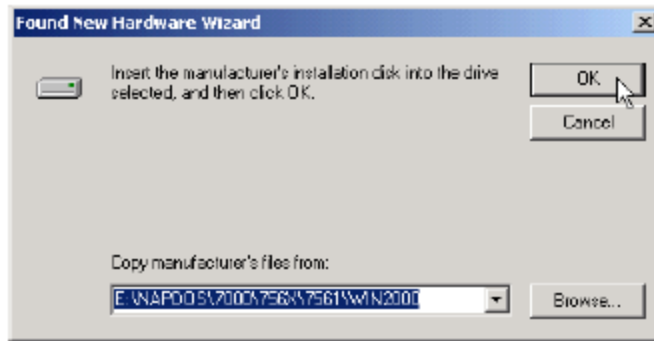 Found New Hardware Wizard
Insert the manufacturer's installation disk into the drive
selected, and then click OK.
OK
Cancel
Copy manufacturer's files from:
E:\NAPDOS\7000\756X\7561\WIN2000
Browse...